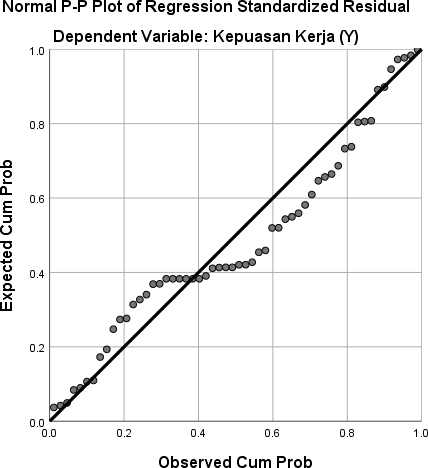 Normal P-P Plot of Regression Standardized Residual
Dependent Variable: Kepuasan Kerja (Y)
1.0
0.8
0.6
0.4
0.2
0.0
Expected Cum Prob
0.0 0.2 0.4 0.6 0.8 1.0
Observed Cum Prob